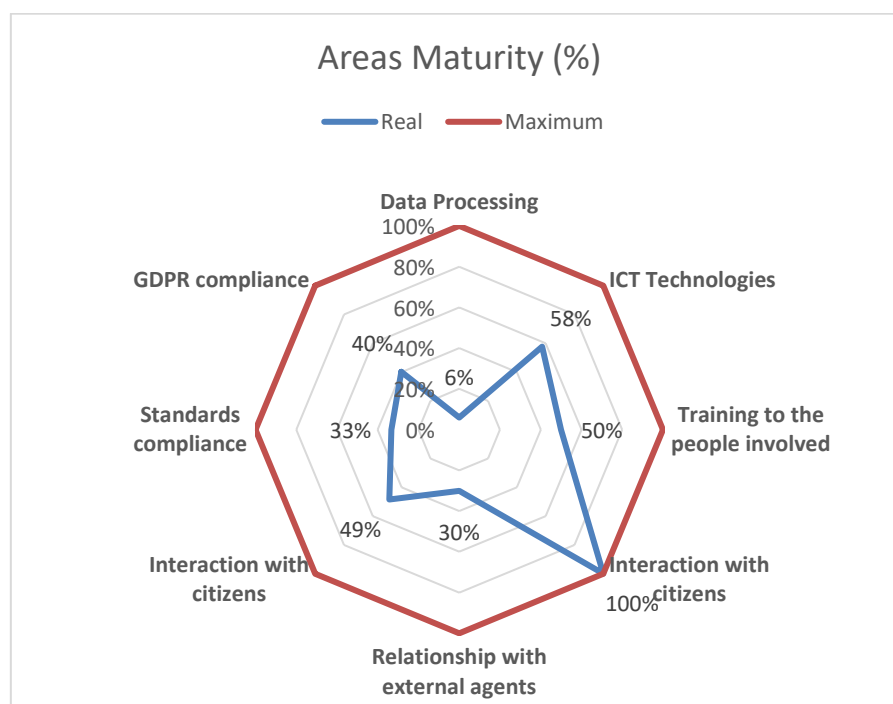 Areas Maturity (%)
Real
Maximum
Data Processing
100%
GDPR compliance
80%
ICT Technologies
60%
58%
40%
40%
6%
20%
Standards
compliance
33%
0%
50%
Training to the
people involved
49%
30%
Interaction with
citizens
Interaction with
citizens
100%
Relationship with
external agents